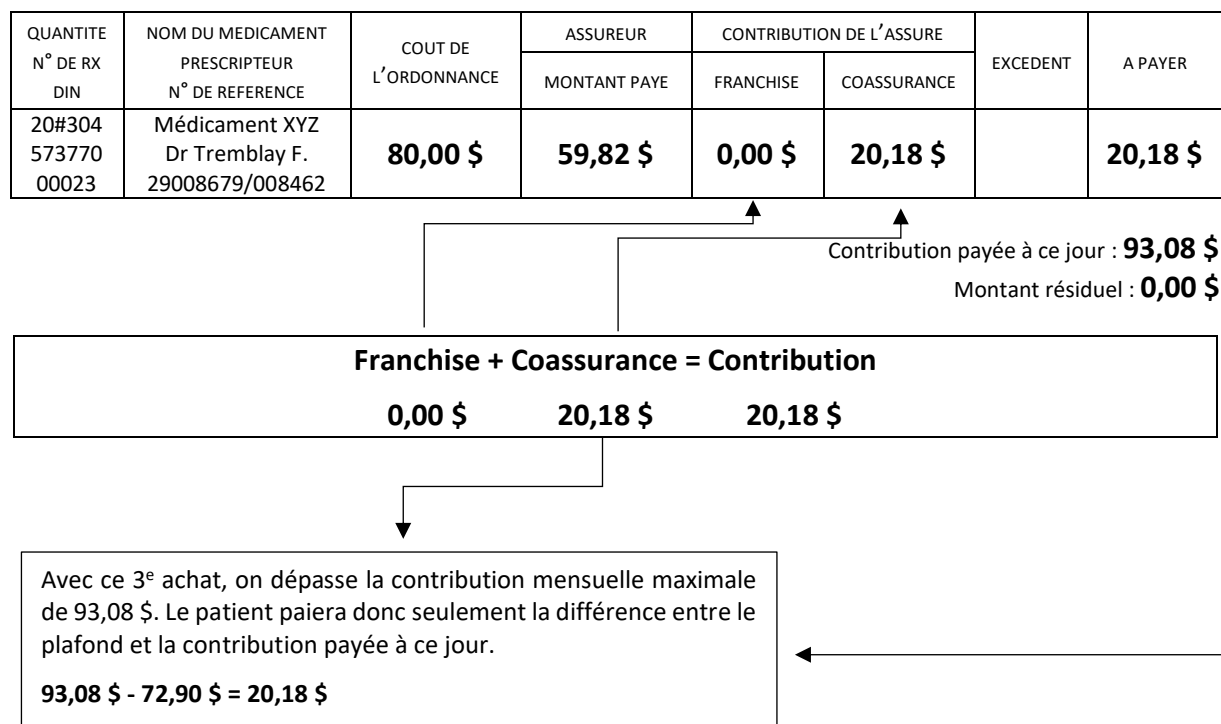 QUANTITE
N° DE RX
DIN
NOM DU MEDICAMENT
PRESCRIPTEUR
N° DE REFERENCE
COUT DE
L'ORDONNANCE
ASSUREUR
MONTANT PAYE
CONTRIBUTION DE L'ASSURE
FRANCHISE
COASSURANCE
EXCEDENT
A PAYER
20#304
573770
00023
Médicament XYZ
Dr Tremblay F.
29008679/008462
80,00 $
59,82 $
0,00 $
20,18 $
20,18 $
Contribution payée à ce jour : 93,08 $
Montant résiduel : 0,00 $
Franchise + Coassurance = Contribution
0,00 $ 20,18 $ 20,18 $
Avec ce 3e achat, on dépasse la contribution mensuelle maximale
de 93,08 $. Le patient paiera donc seulement la différence entre le
plafond et la contribution payée à ce jour.
93,08 $ - 72,90 $ = 20,18 $